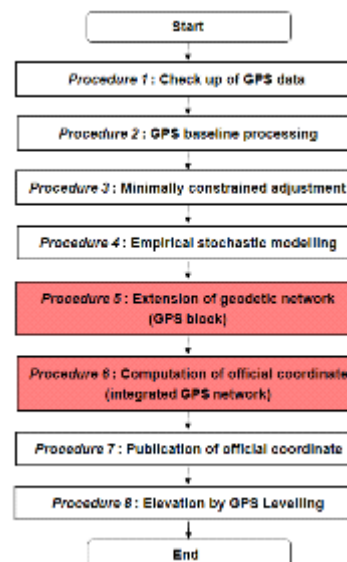 Start
Procedure 1 : Check up of GPS data
Procedure 2 : GPS baseline processing
Procedure 3 : Minimally constrained adjustment
Procedure 4 : Empirical stochastic modelling
Procedure 5 : Extension of geodetic network
(GPS block)
Procedure 6 : Computation of official coordinate
(integrated GPS network)
Procedure 7 : Publication of official coordinate
Procedure 8 : Elevation by GPS Levelling
End